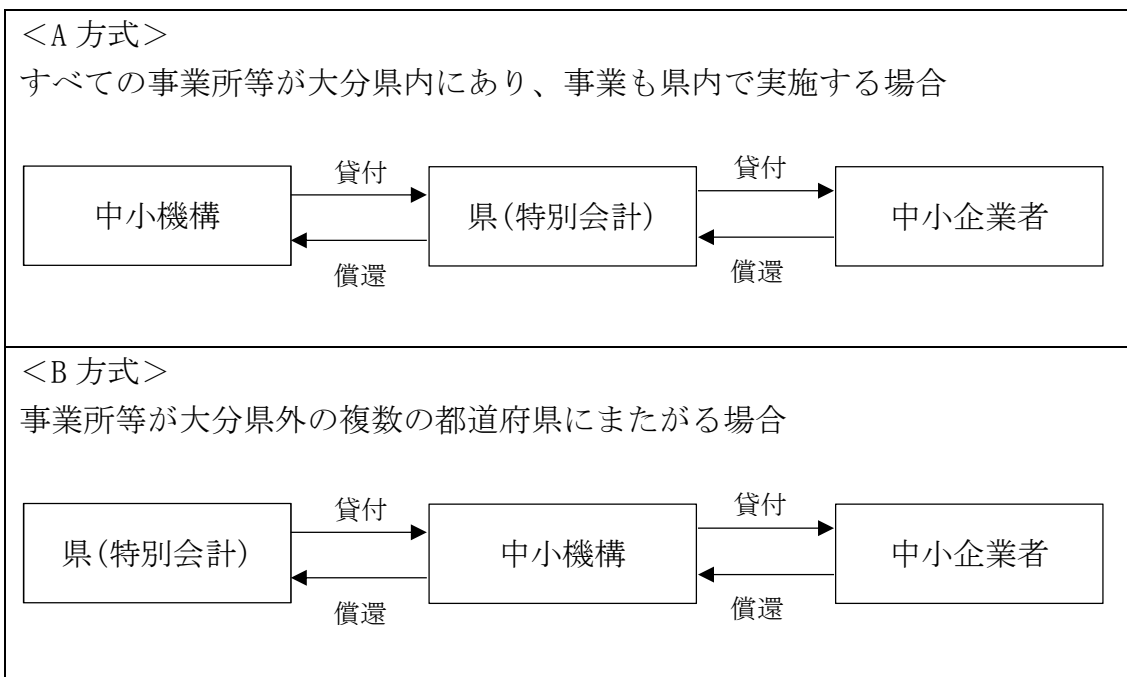 ＜A 方式＞
すべての事業所等が大分県内にあり、事業も県内で実施する場合
貸付
貸付
中小機構
県(特別会計)
中小企業者
償還
償還
＜B 方式＞
事業所等が大分県外の複数の都道府県にまたがる場合
貸付
貸付
県(特別会計)
中小機構
中小企業者
償還
償還